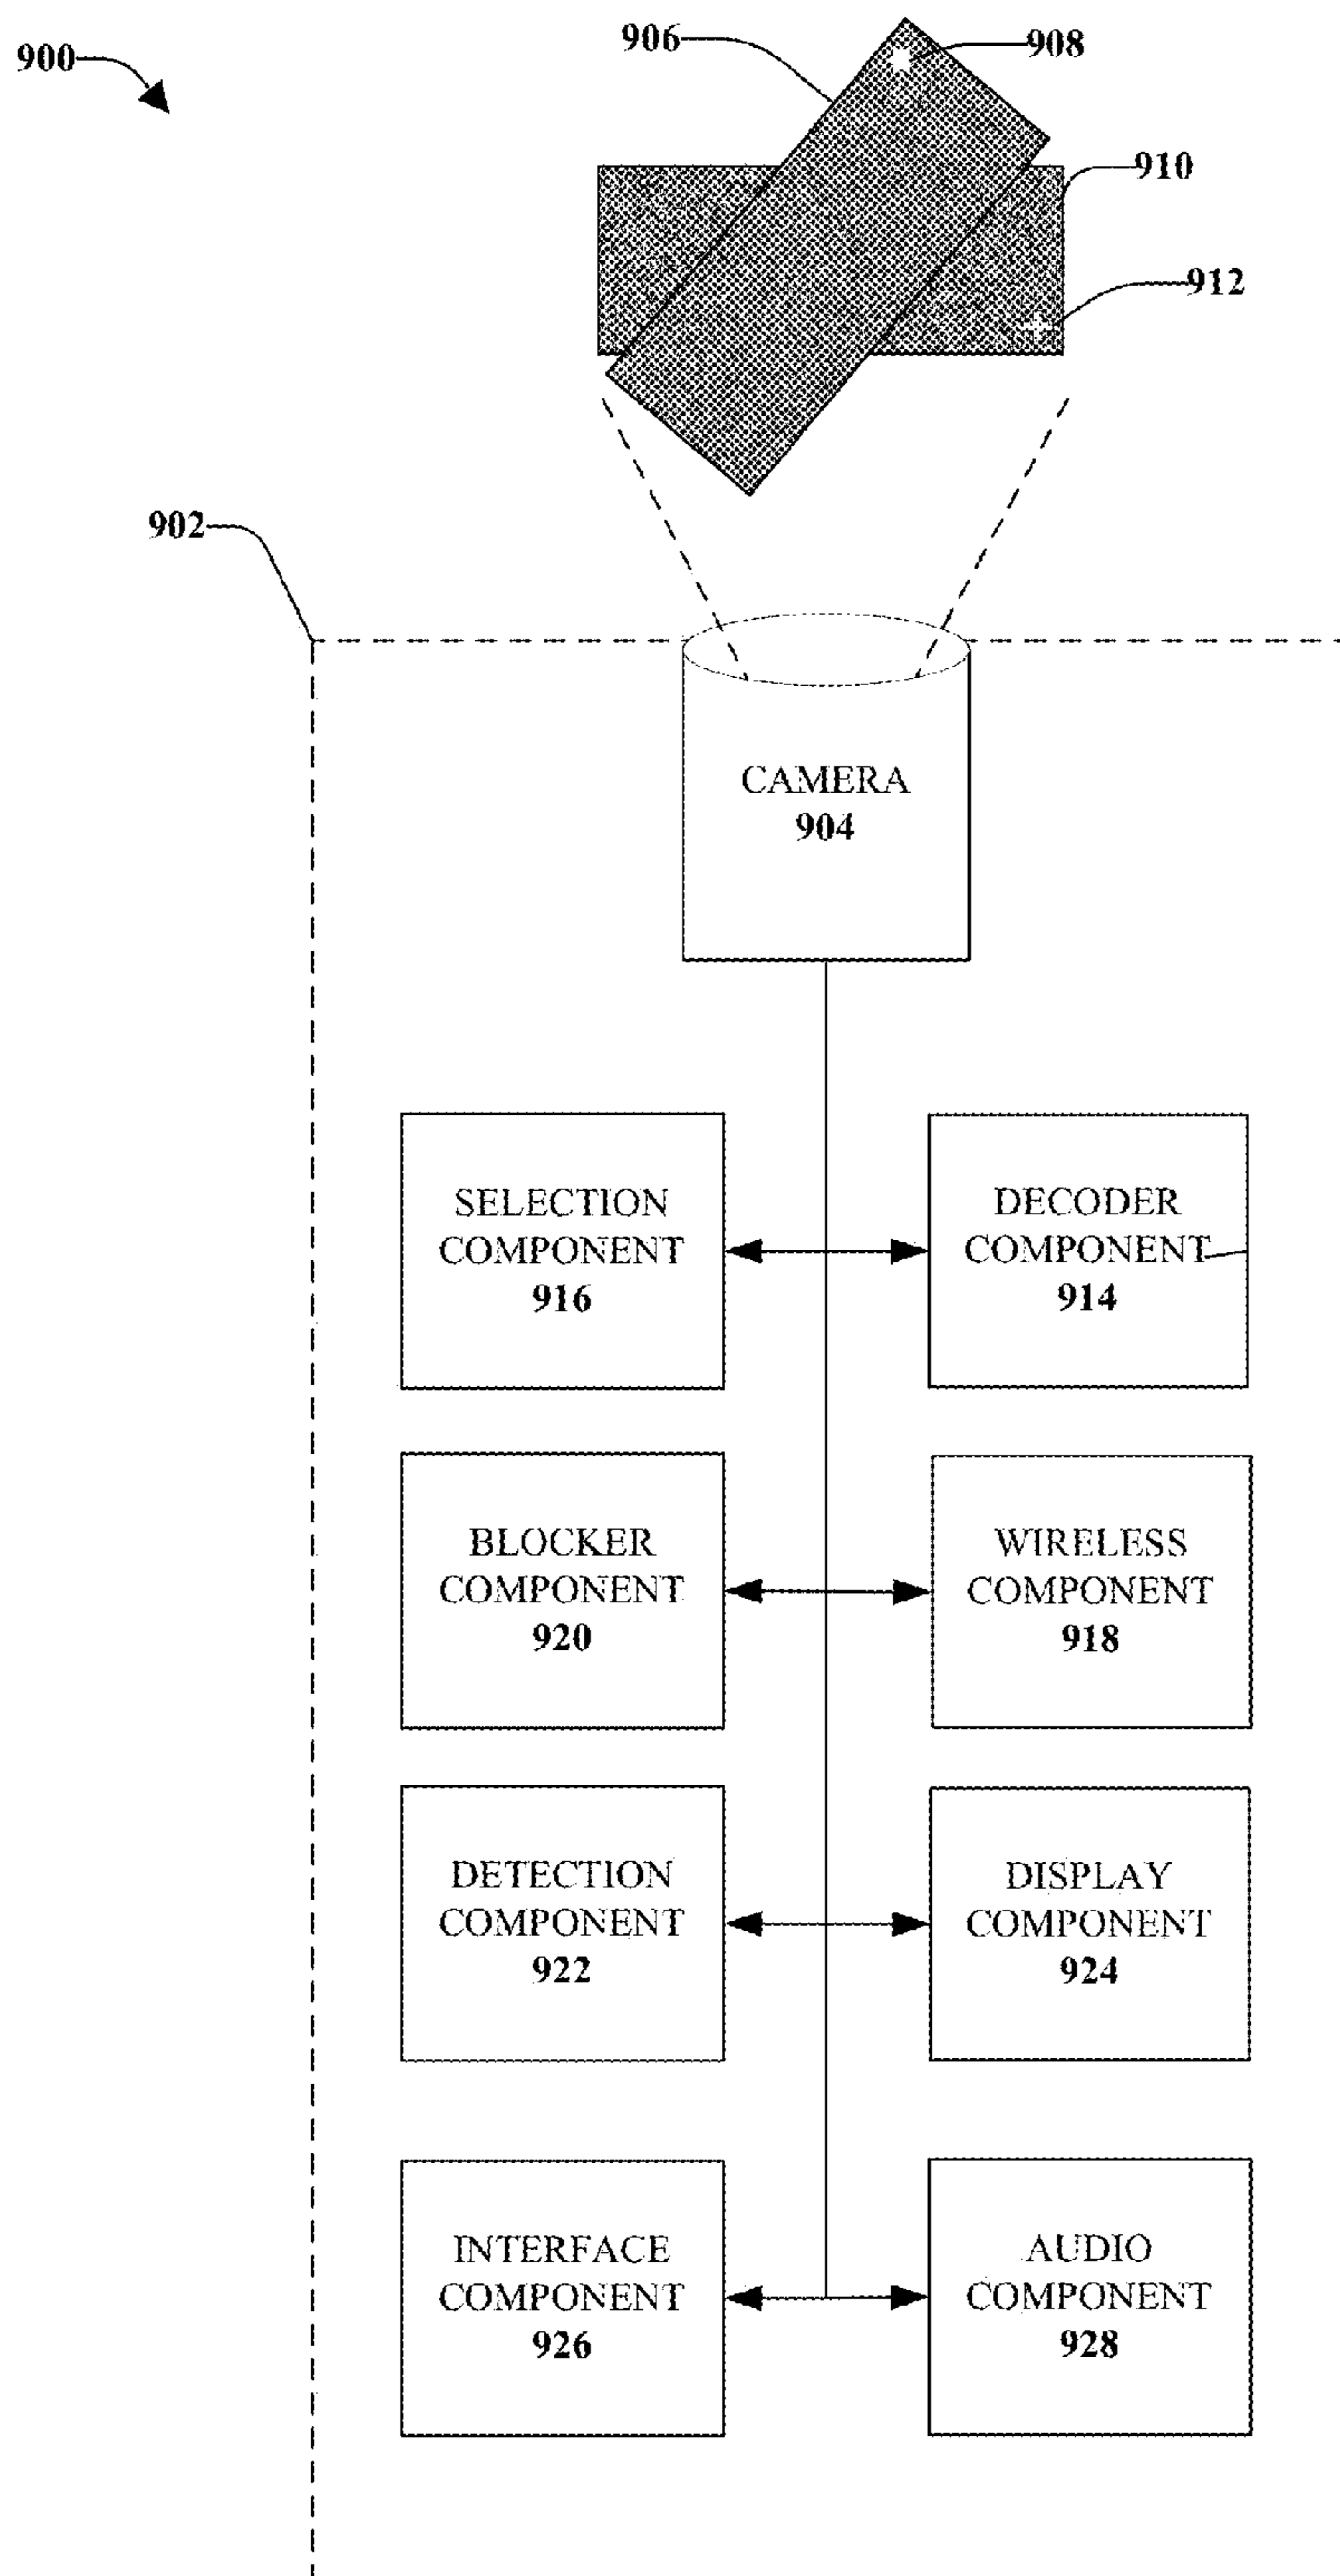 900
906
908
910
912
902
CAMERA
904
SELECTION
COMPONENT
916
DECODER
COMPONENT
914
BLOCKER
COMPONENT
920
WIRELESS
COMPONENT
918
DETECTION
COMPONENT
922
DISPLAY
COMPONENT
924
INTERFACE
COMPONENT
926
AUDIO
COMPONENT
928